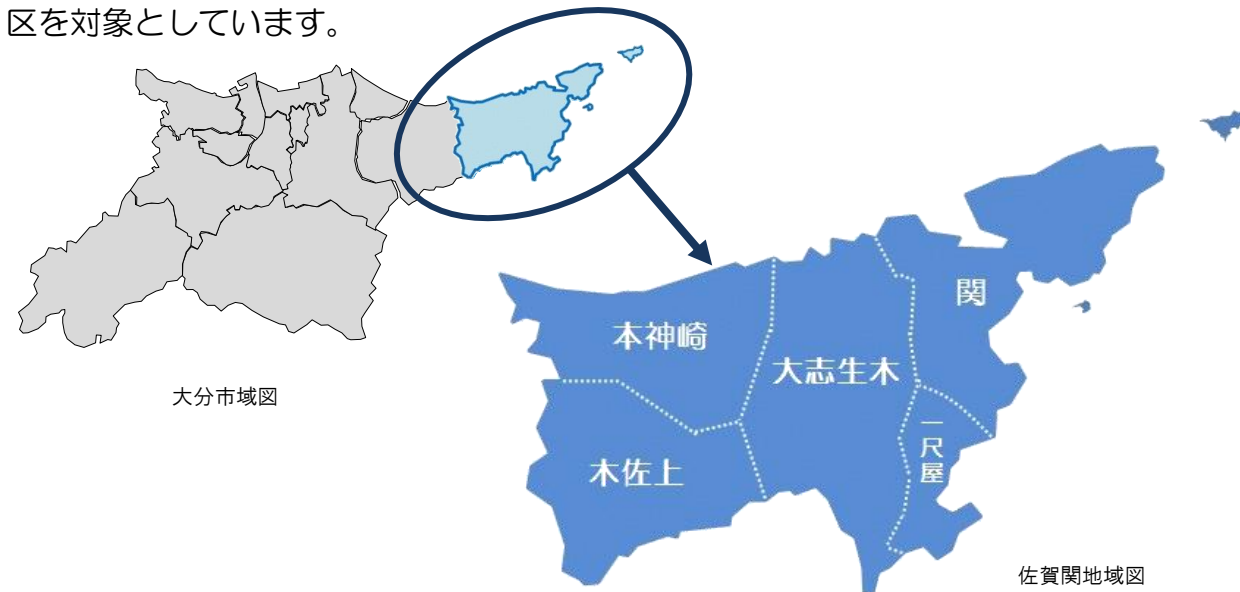 区を対象としています。
大分市域図
本神崎
大志生木
関
一尺屋
木佐上
佐賀関地域図